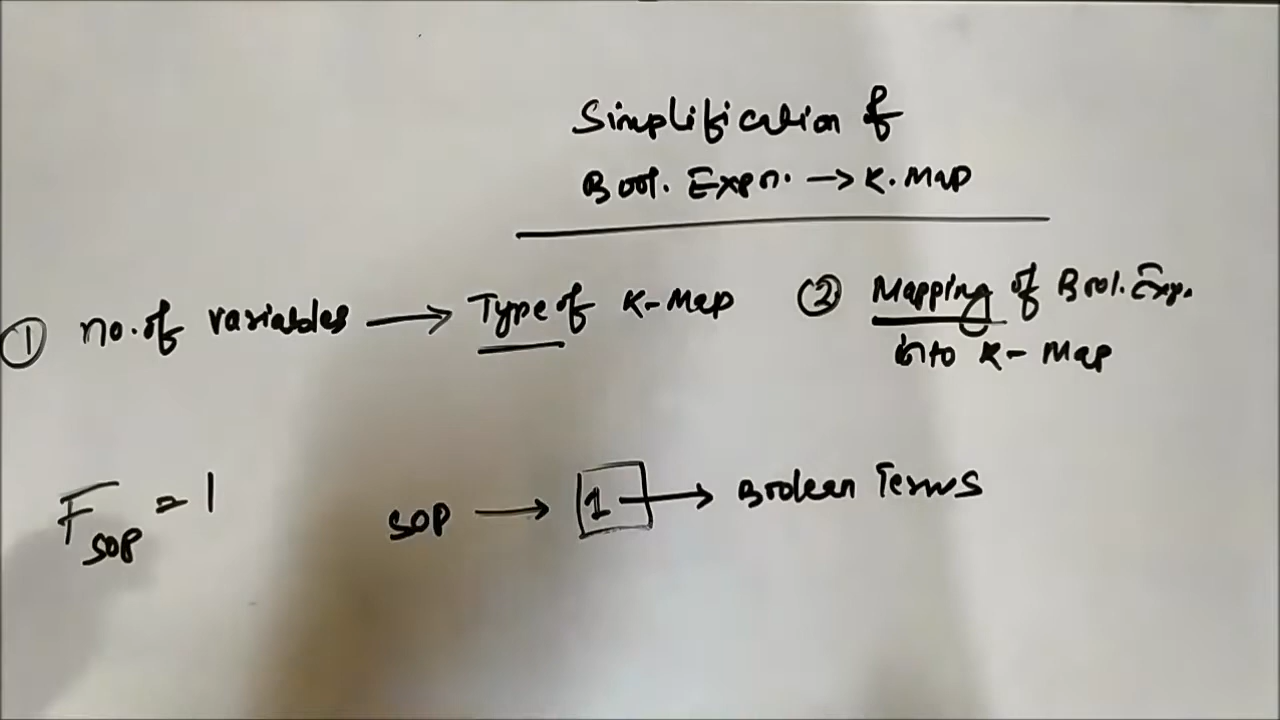 Simplification of
Bool. Expn. → K. Map
① no. of variables → Type of K-Map
② Mapping of Bool. Exp.
into K-Map
F SOP = 1
SOP → 1 → Boolean Terms